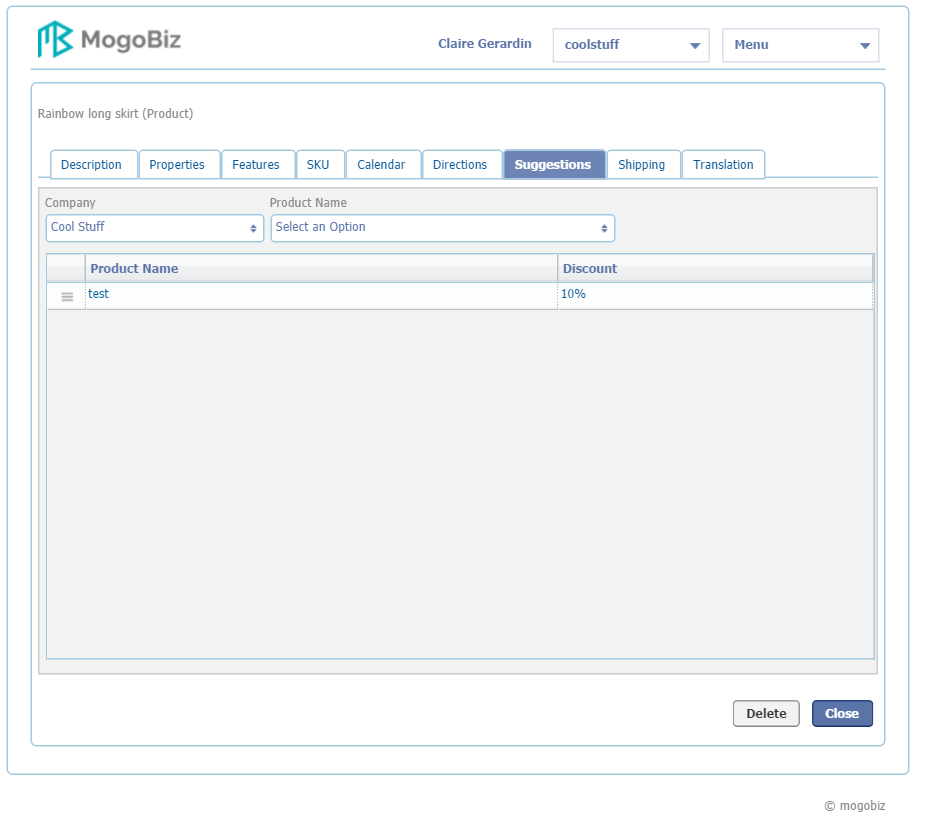 MogoBiz
Claire Gerardin
coolstuff
Menu
Rainbow long skirt (Product)
Description Properties Features SKU Calendar Directions Suggestions Shipping Translation
Company Product Name
Cool Stuff Select an Option
Product Name Discount
test 10%
Delete Close
© mogobiz